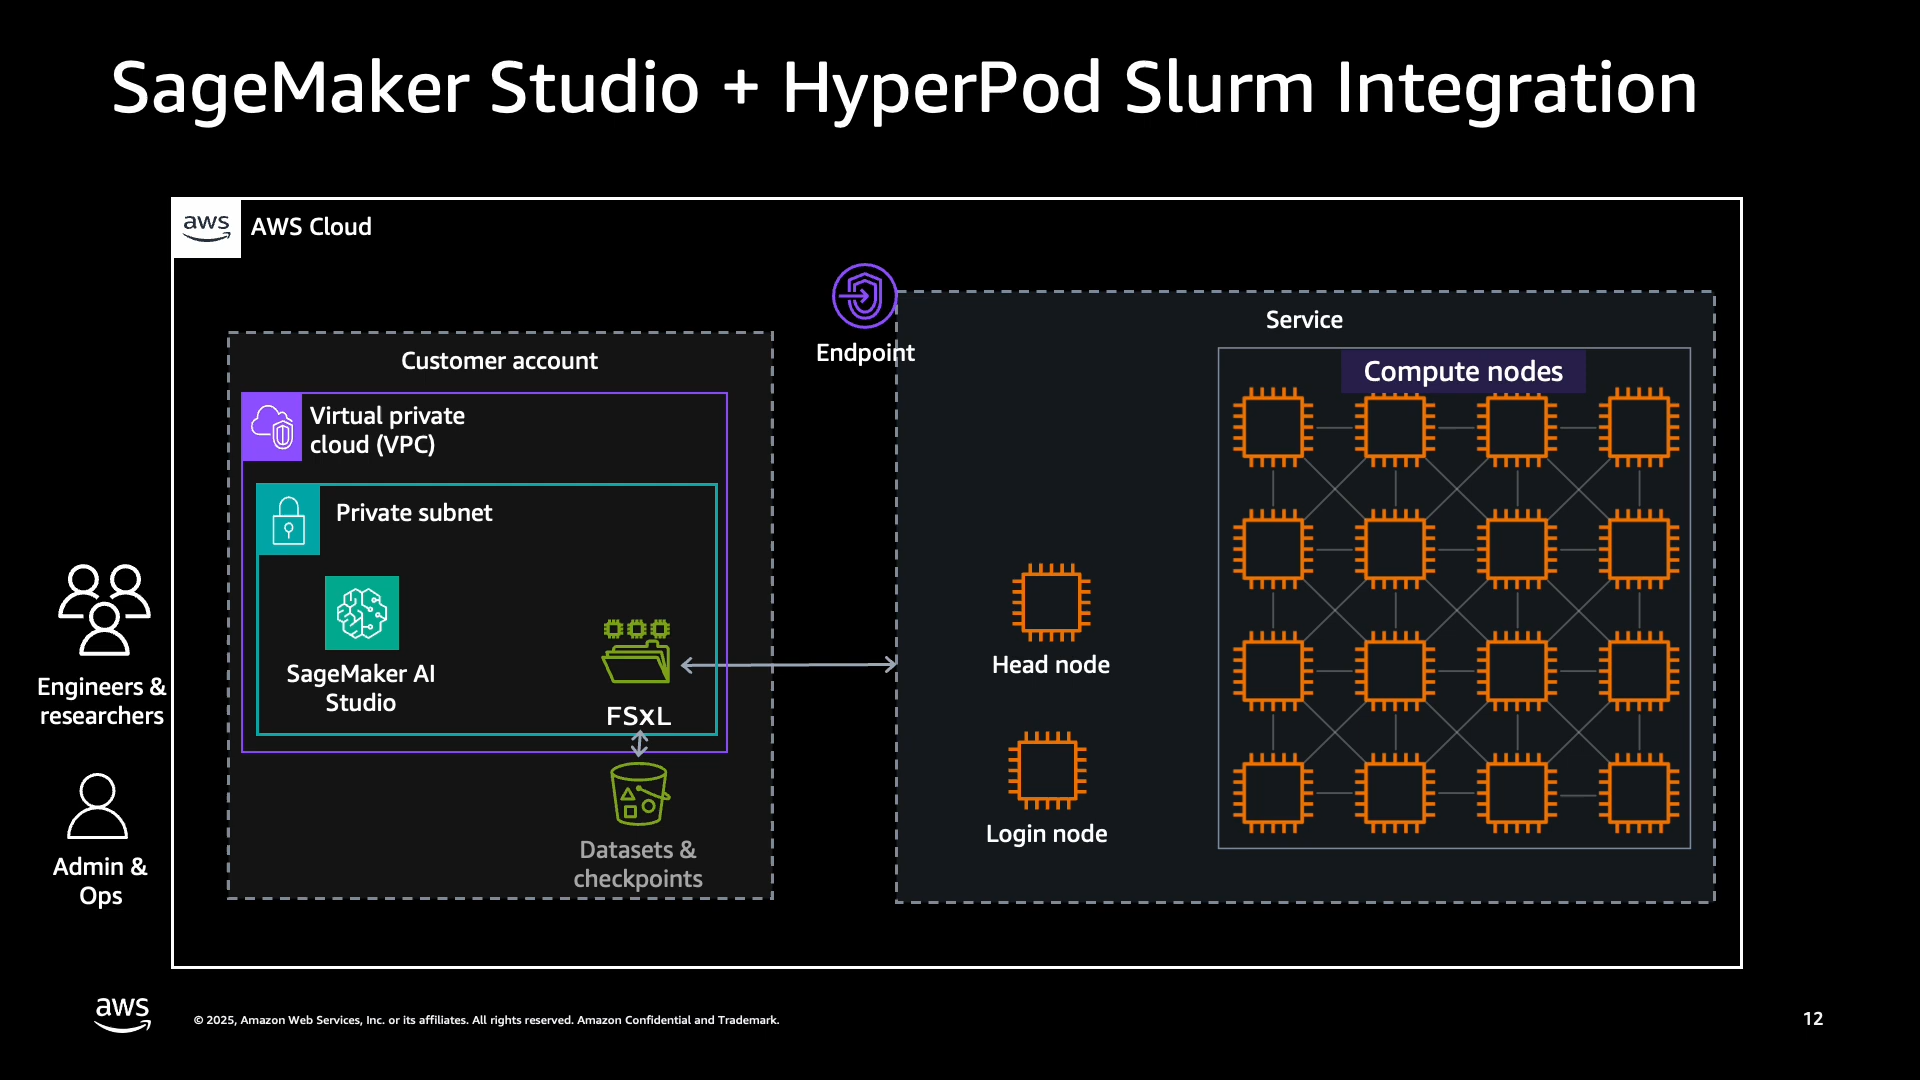 SageMaker Studio + HyperPod Slurm Integration
aws
AWS Cloud
Endpoint
Service
Customer account
Compute nodes
Virtual private
cloud (VPC)
Private subnet
SageMaker AI
Studio
FSxL
Head node
Engineers &
researchers
Login node
Datasets &
checkpoints
Admin &
Ops
aws
© 2025, Amazon Web Services, Inc. or its affiliates. All rights reserved. Amazon Confidential and Trademark.
12